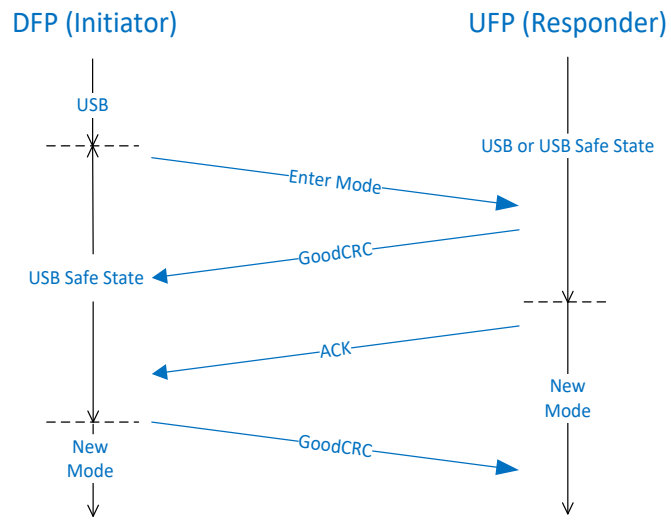 DFP (Initiator)
UFP (Responder)
USB
USB or USB Safe State
Enter Mode
GoodCRC
USB Safe State
ACK
New
Mode
GoodCRC
New
Mode